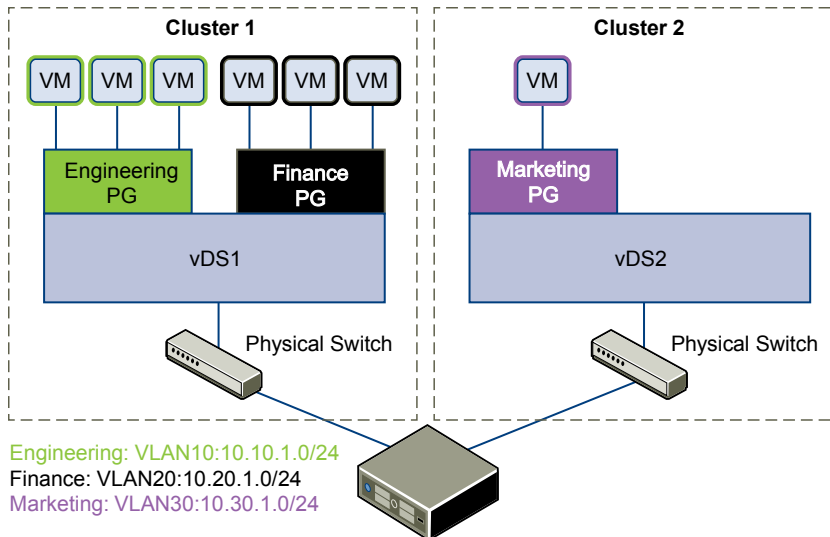 Cluster 1
Cluster 2
VM VM VM VM VM VM
VM
Engineering
PG
Finance
PG
Marketing
PG
vDS1
vDS2
Physical Switch
Physical Switch
Engineering: VLAN10:10.10.1.0/24
Finance: VLAN20:10.20.1.0/24
Marketing: VLAN30:10.30.1.0/24